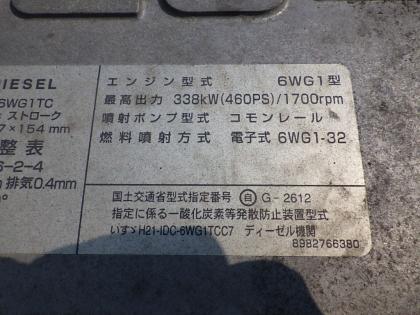 DIESEL
6WG1TC
ストローク
7×154 mm
整表
6-2-4
排気0.4mm
エンジン型式 6WG1型
最高出力 338kW(460PS)/1700rpm
噴射ポンプ型式 コモンレール
燃料噴射方式 電子式 6WG1-32
国土交通省型式指定番号 自 G-2612
指定に係る一酸化炭素等発散防止装置型式
いすゞH21-IDC-6WG1TCC7 ディーゼル機関
8982766380